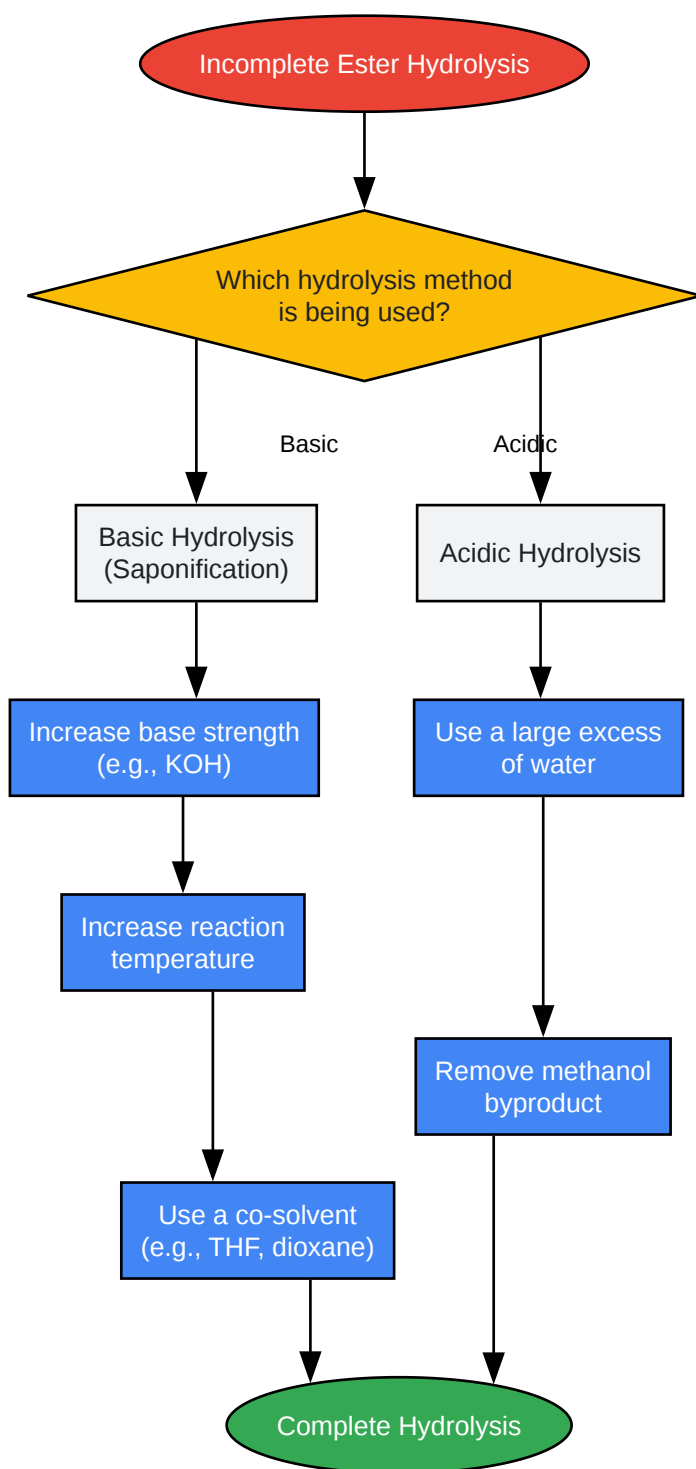 Incomplete Ester Hydrolysis
Which hydrolysis method
is being used?
Basic
Acidic
Basic Hydrolysis
(Saponification)
Acidic Hydrolysis
Increase base strength
(e.g., KOH)
Use a large excess
of water
Increase reaction
temperature
Remove methanol
byproduct
Use a co-solvent
(e.g., THF, dioxane)
Complete Hydrolysis